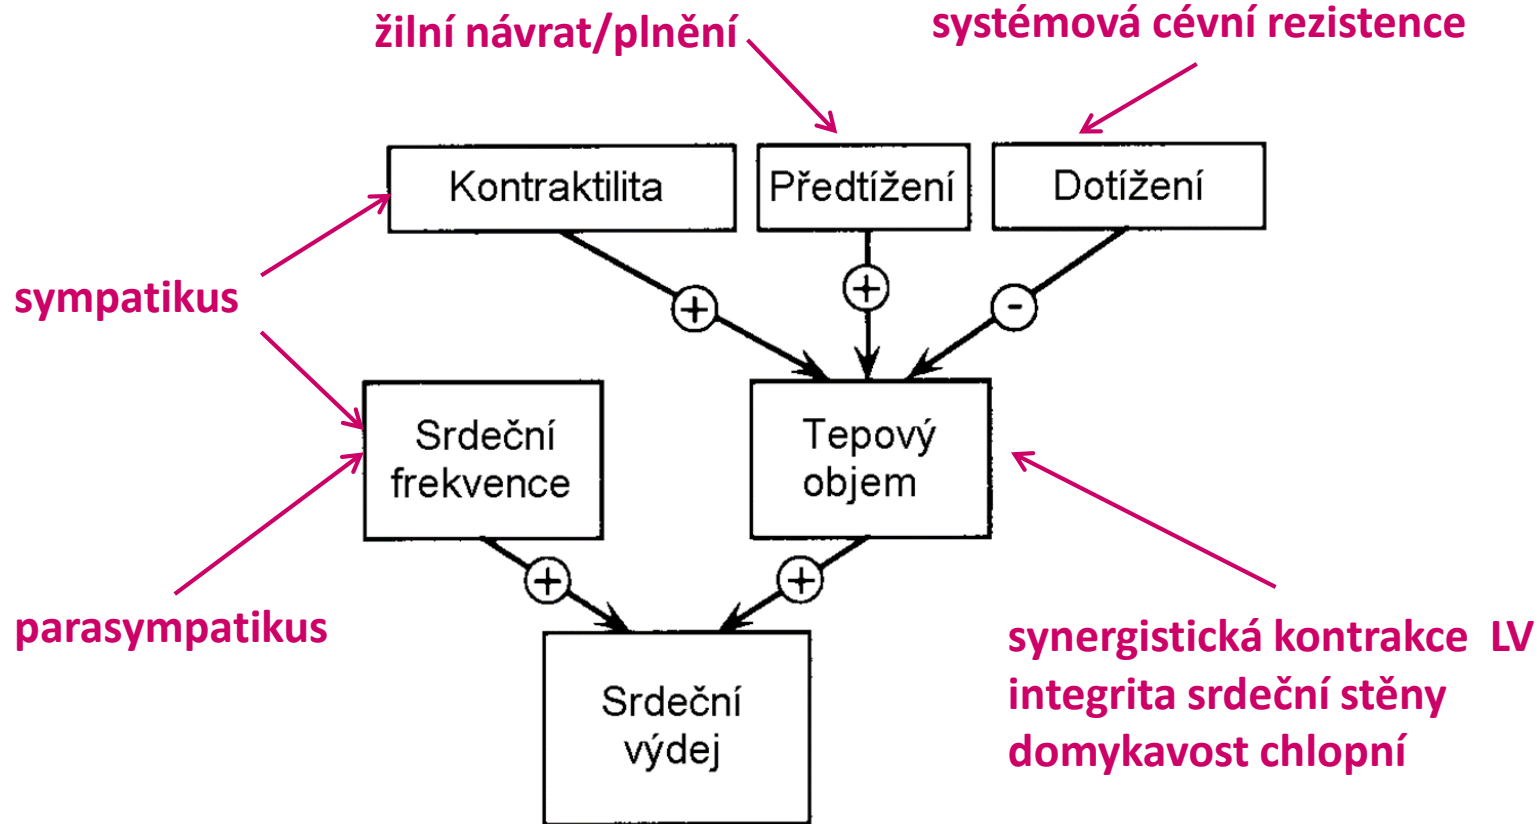 žilní návrat/plnění
systémová cévní rezistence
Kontraktilita
Předtížení
Dotížení
sympatikus
+
+
-
Srdeční
frekvence
Tepový
objem
+
+
parasympatikus
synergistická kontrakce LV
integrita srdeční stěny
domykavost chlopní
Srdeční
výdej